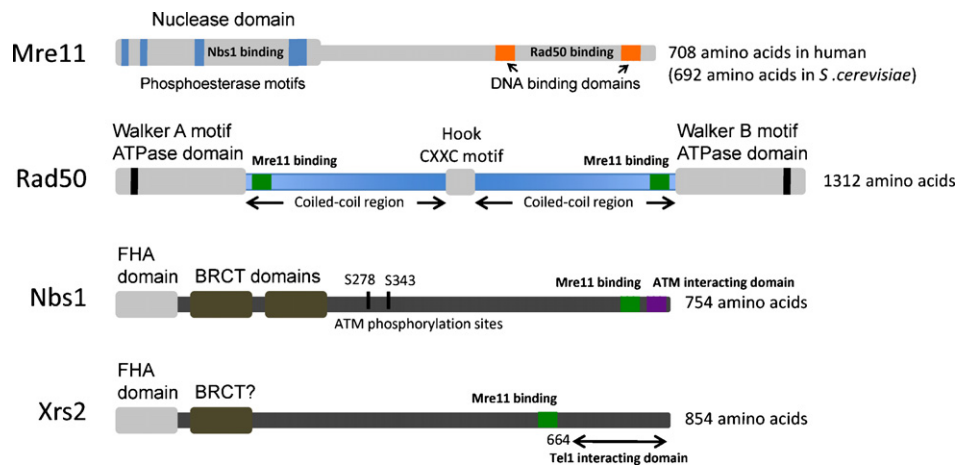 Nuclease domain
Mre11
Nbs1 binding
Rad50 binding
708 amino acids in human
(692 amino acids in S .cerevisiae)
Phosphoesterase motifs
DNA binding domains
Walker A motif
ATPase domain
Hook
CXXC motif
Walker B motif
ATPase domain
Mre11 binding
Mre11 binding
Rad50
1312 amino acids
Coiled-coil region
Coiled-coil region
FHA
domain
BRCT domains
S278
S343
Mre11 binding
ATM interacting domain
Nbs1
754 amino acids
ATM phosphorylation sites
FHA
domain
BRCT?
Mre11 binding
Xrs2
854 amino acids
664
Tel1 interacting domain